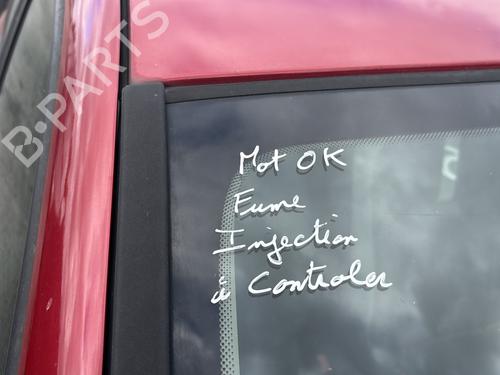 B-PARTS
Mot OK
Fume
Injection
à Controler